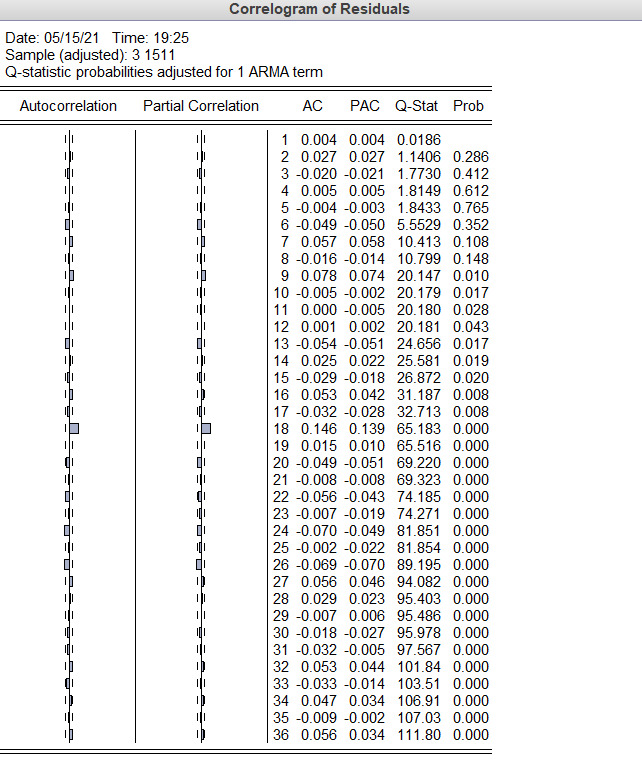 Correlogram of Residuals
Date: 05/15/21 Time: 19:25
Sample (adjusted): 3 1511
Q-statistic probabilities adjusted for 1 ARMA term
Autocorrelation Partial Correlation AC PAC Q-Stat Prob
1 0.004 0.004 0.0186
2 0.027 0.027 1.1406 0.286
3 -0.020 -0.021 1.7730 0.412
4 0.005 0.005 1.8149 0.612
5 -0.004 -0.003 1.8433 0.765
6 -0.049 -0.050 5.5529 0.352
7 0.057 0.058 10.413 0.108
8 -0.016 -0.014 10.799 0.148
9 0.078 0.074 20.147 0.010
10 -0.005 -0.002 20.179 0.017
11 0.000 -0.005 20.180 0.028
12 0.001 0.002 20.181 0.043
13 -0.054 -0.051 24.656 0.017
14 0.025 0.022 25.581 0.019
15 -0.029 -0.018 26.872 0.020
16 0.053 0.042 31.187 0.008
17 -0.032 -0.028 32.713 0.008
18 0.146 0.139 65.183 0.000
19 0.015 0.010 65.516 0.000
20 -0.049 -0.051 69.220 0.000
21 -0.008 -0.008 69.323 0.000
22 -0.056 -0.043 74.185 0.000
23 -0.007 -0.019 74.271 0.000
24 -0.070 -0.049 81.851 0.000
25 -0.002 -0.022 81.854 0.000
26 -0.069 -0.070 89.195 0.000
27 0.056 0.046 94.082 0.000
28 0.029 0.023 95.403 0.000
29 -0.007 0.006 95.486 0.000
30 -0.018 -0.027 95.978 0.000
31 -0.032 -0.005 97.567 0.000
32 0.053 0.044 101.84 0.000
33 -0.033 -0.014 103.51 0.000
34 0.047 0.034 106.91 0.000
35 -0.009 -0.002 107.03 0.000
36 0.056 0.034 111.80 0.000